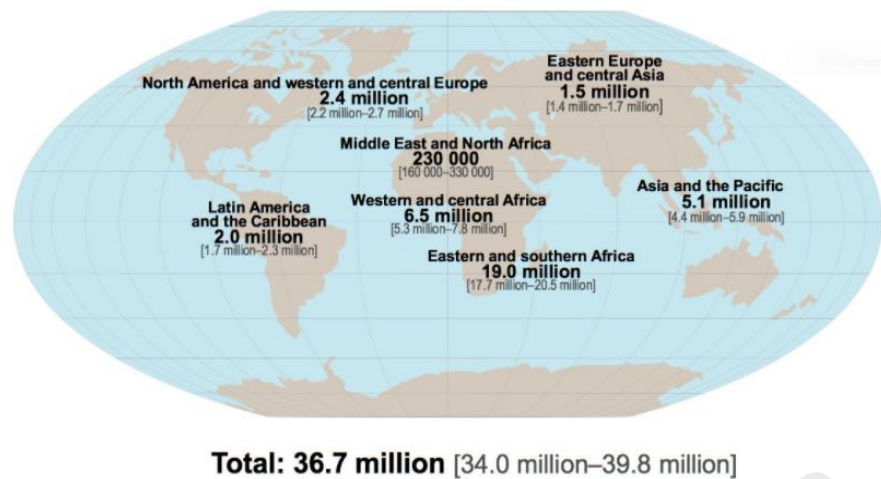 North America and western and central Europe
2.4 million
[2.2 million–2.7 million]
Eastern Europe
and central Asia
1.5 million
[1.4 million–1.7 million]
Middle East and North Africa
230 000
[160 000–330 000]
Western and central Africa
6.5 million
[5.3 million–7.8 million]
Asia and the Pacific
5.1 million
[4.4 million–5.9 million]
Latin America
and the Caribbean
2.0 million
[1.7 million–2.3 million]
Eastern and southern Africa
19.0 million
[17.7 million–20.5 million]
Total: 36.7 million [34.0 million–39.8 million]